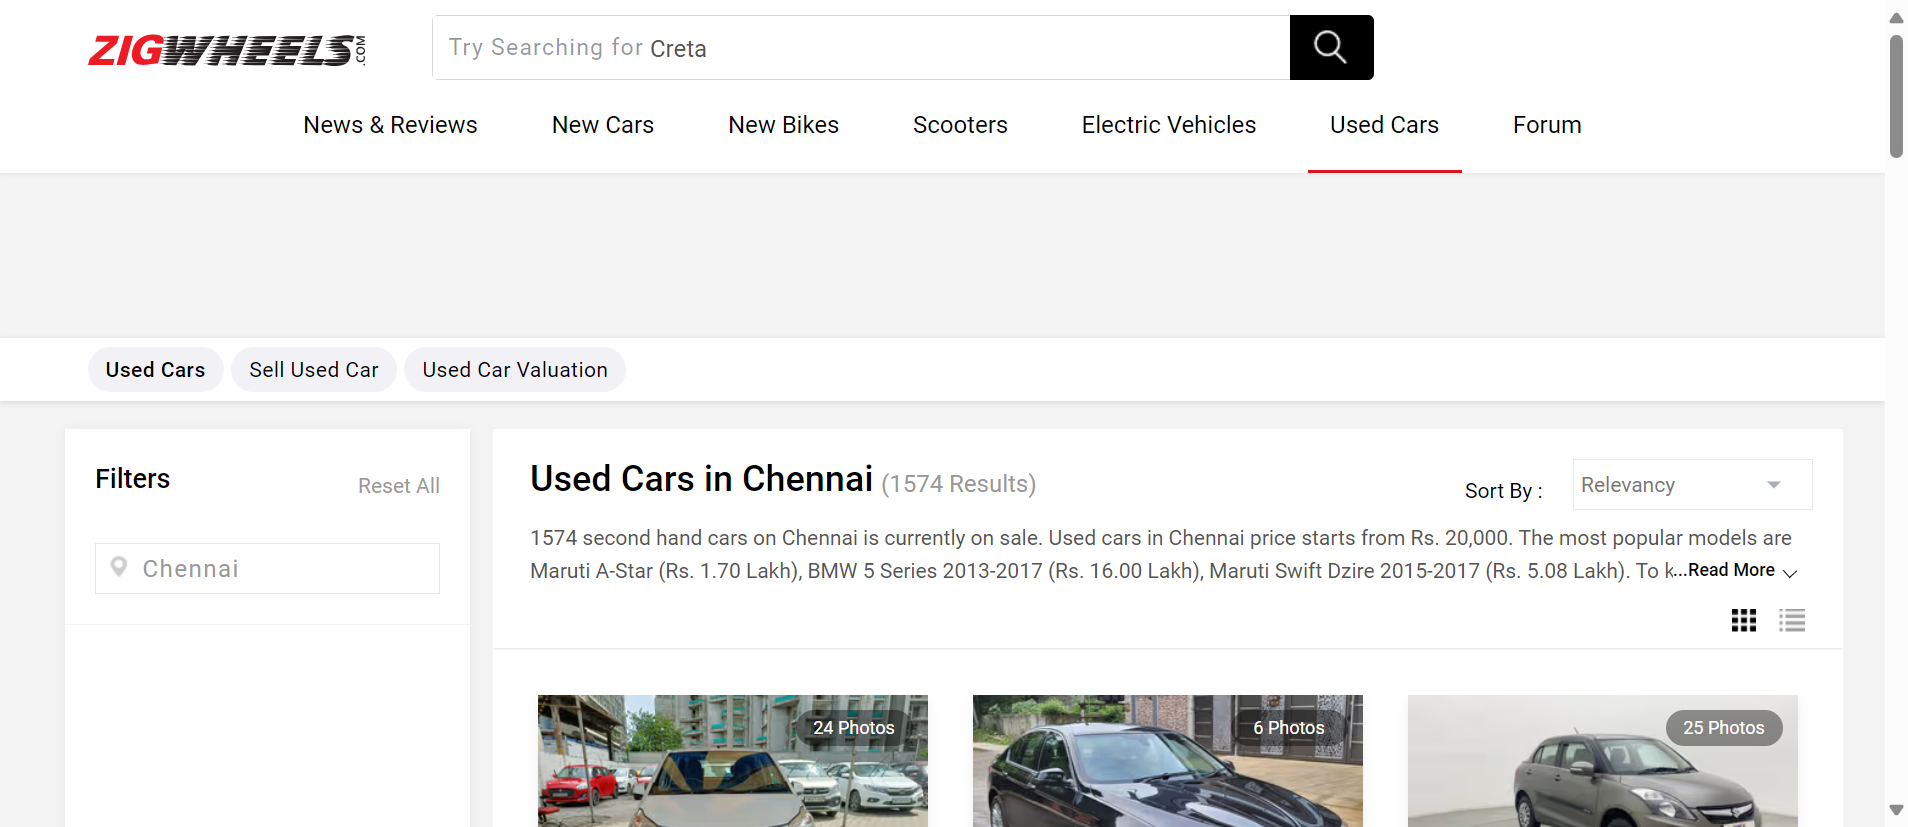 ZIGWHEELS.COM
Try Searching for Creta
News & Reviews New Cars New Bikes Scooters Electric Vehicles Used Cars Forum
Used Cars Sell Used Car Used Car Valuation
Filters
Reset All
Chennai
Used Cars in Chennai (1574 Results)
Sort By : Relevancy
1574 second hand cars on Chennai is currently on sale. Used cars in Chennai price starts from Rs. 20,000. The most popular models are
Maruti A-Star (Rs. 1.70 Lakh), BMW 5 Series 2013-2017 (Rs. 16.00 Lakh), Maruti Swift Dzire 2015-2017 (Rs. 5.08 Lakh). To k...Read More
24 Photos
6 Photos
25 Photos